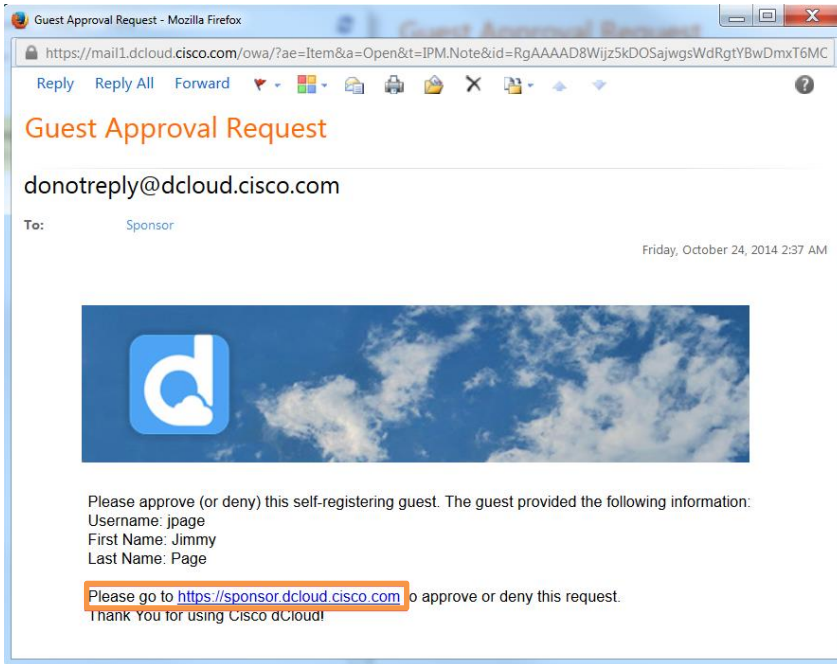 Guest Approval Request - Mozilla Firefox
https://mail1.dcloud.cisco.com/owa/?ae=Item&a=Open&t=IPM.Note&id=RgAAAAD8Wijz5kDOSajwgsWdRgtYBwDmxT6MC
Reply Reply All Forward
Guest Approval Request
donotreply@dcloud.cisco.com
To: Sponsor
Friday, October 24, 2014 2:37 AM
d
Please approve (or deny) this self-registering guest. The guest provided the following information:
Username: jpage
First Name: Jimmy
Last Name: Page
Please go to https://sponsor.dcloud.cisco.com o approve or deny this request.
Thank You for using Cisco dCloud!